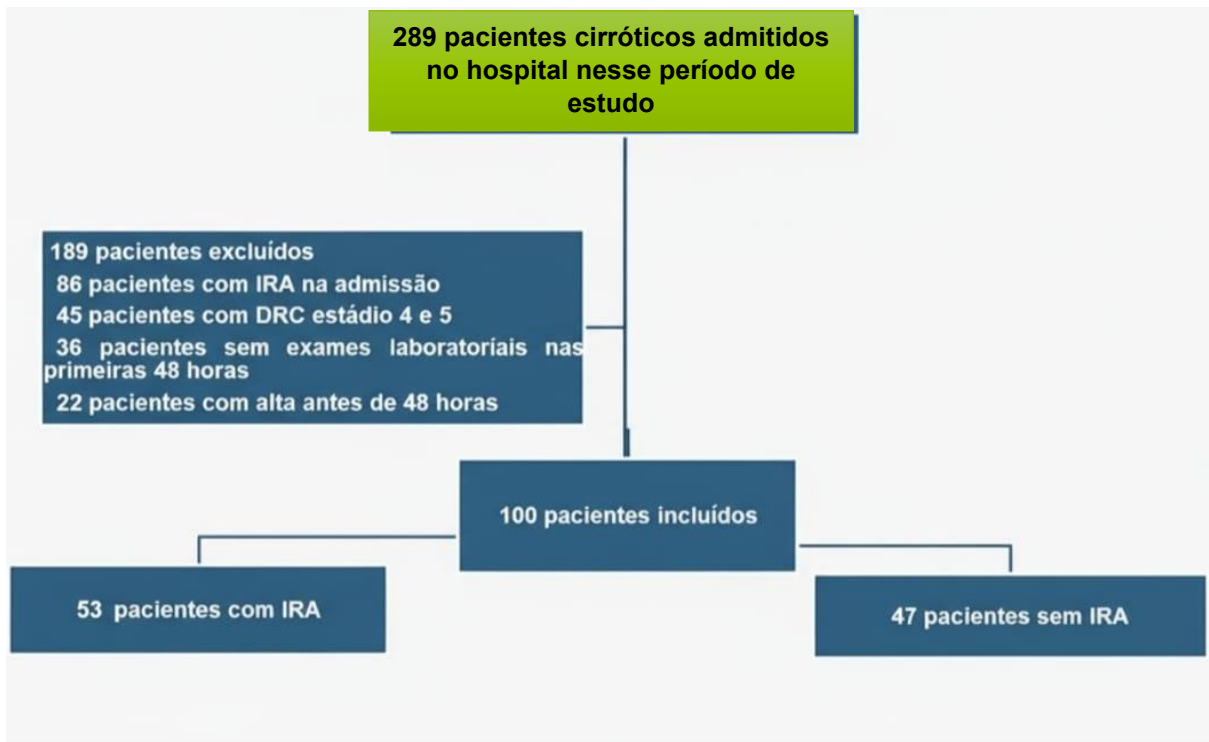 289 pacientes cirróticos admitidos
no hospital nesse período de
estudo
189 pacientes excluídos
86 pacientes com IRA na admissão
45 pacientes com DRC estádio 4 e 5
36 pacientes sem exames laboratoríais nas
primeiras 48 horas
22 pacientes com alta antes de 48 horas
100 pacientes incluídos
53 pacientes com IRA
47 pacientes sem IRA